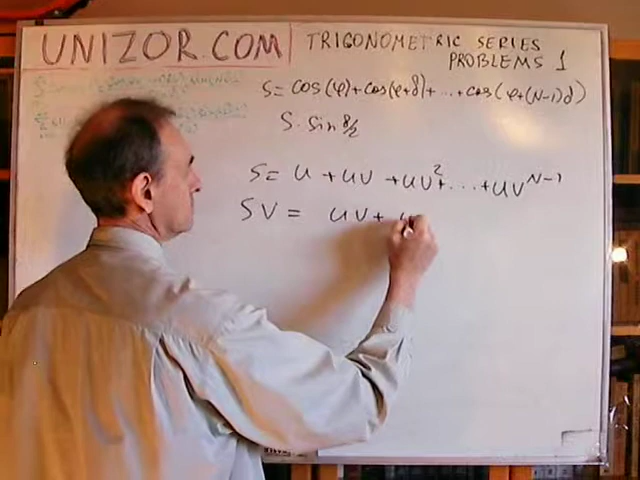 UNIZOR.COM
TRIGONOMETRIC SERIES
PROBLEMS 1
S= cos(φ)+cos(φ+δ)+...+cos(φ+(N-1)δ)
S·sin δ/2
S= u +uv +uv²+...+uv^N-1
Sv= uv+ u